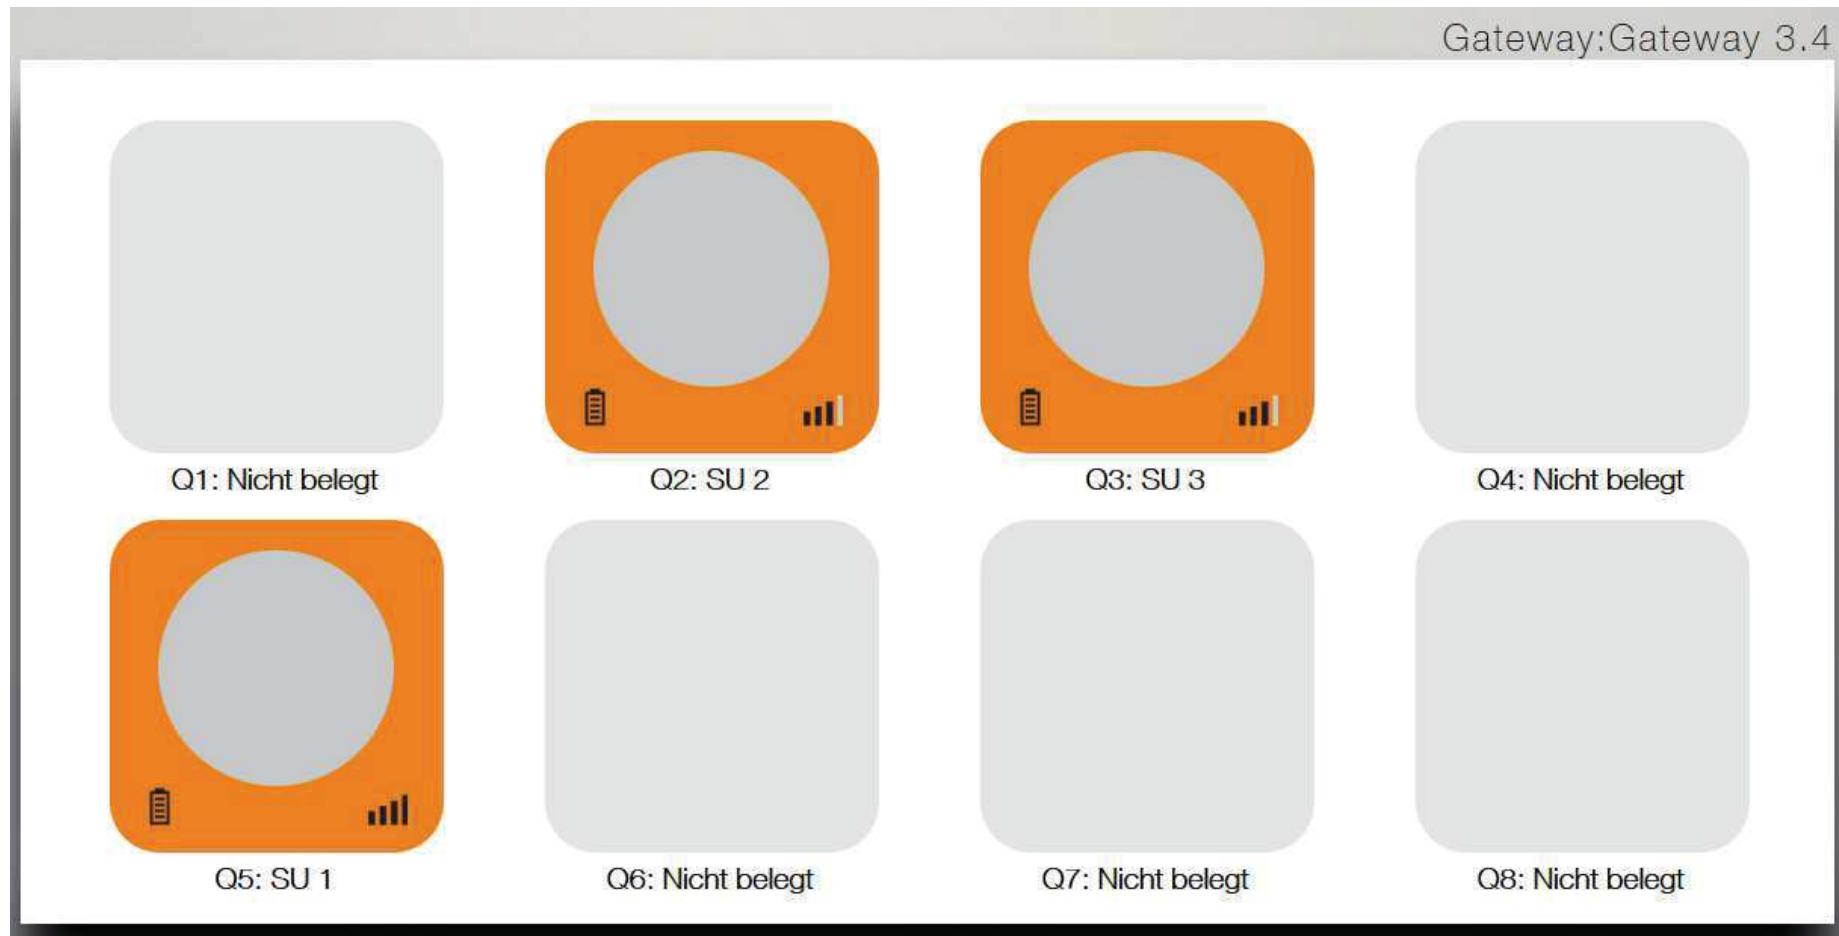 Gateway:Gateway 3.4
Q1: Nicht belegt
Q2: SU 2
Q3: SU 3
Q4: Nicht belegt
Q5: SU 1
Q6: Nicht belegt
Q7: Nicht belegt
Q8: Nicht belegt